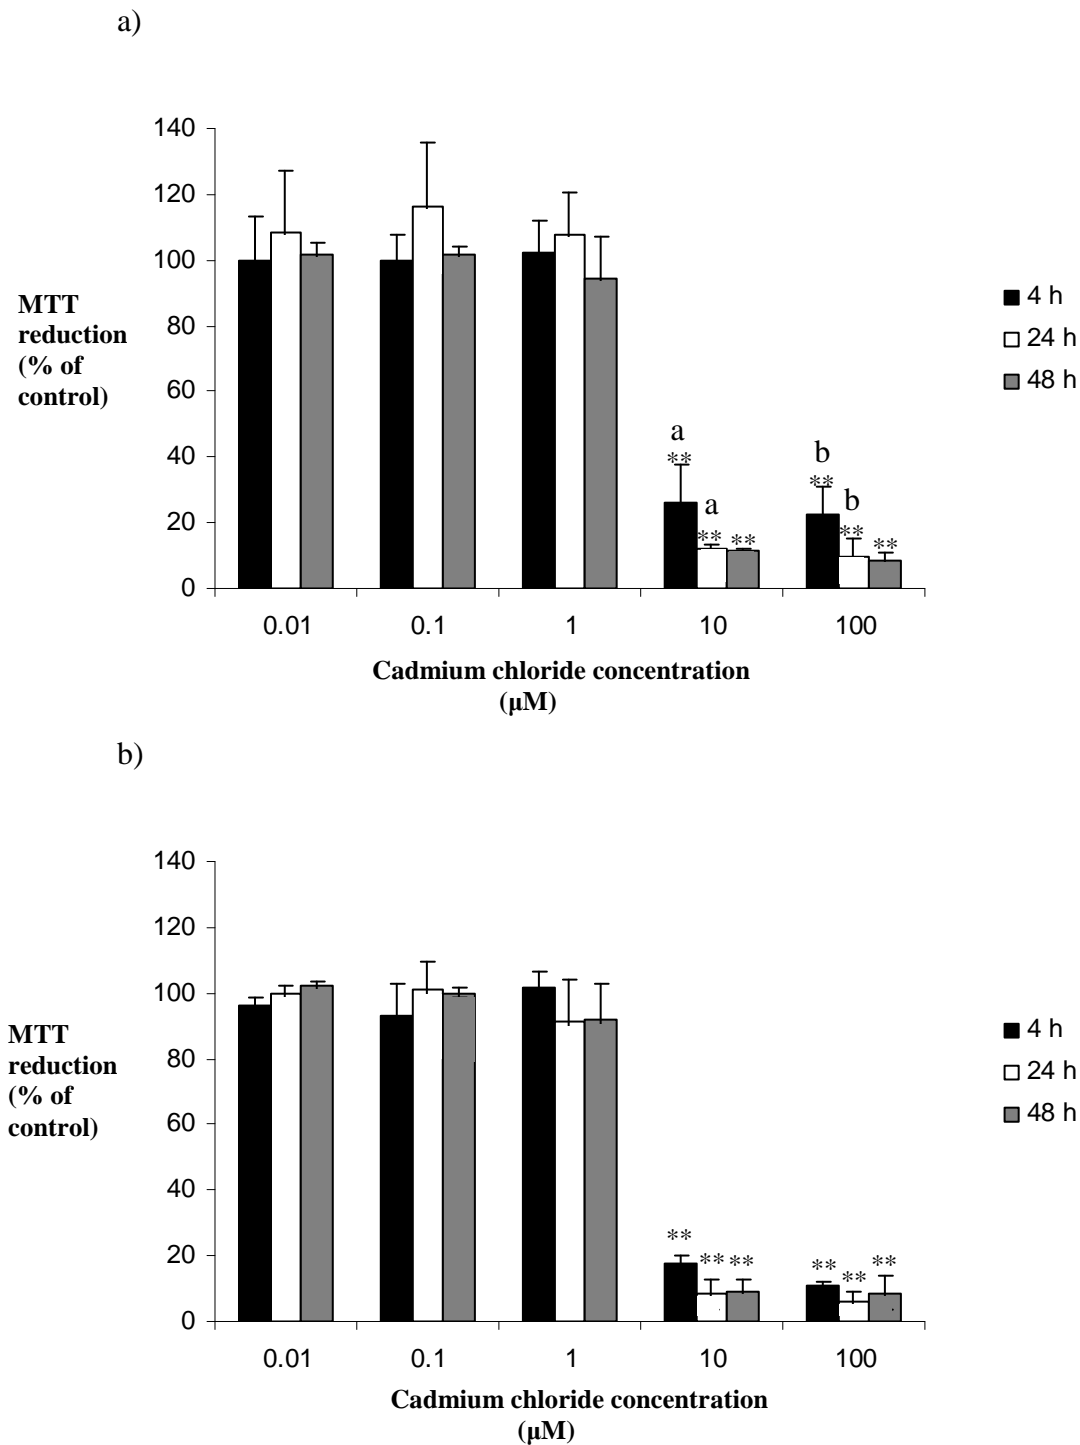 a)
140
120
100
80
60
40
20
0
MTT
reduction
(% of
control)
a
**
a
**
**
b
**
b
**
**
4 h
24 h
48 h
0.01 0.1 1 10 100
Cadmium chloride concentration
(µM)
b)
140
120
100
80
60
40
20
0
MTT
reduction
(% of
control)
**
** **
**
**
**
4 h
24 h
48 h
0.01 0.1 1 10 100
Cadmium chloride concentration
(µM)